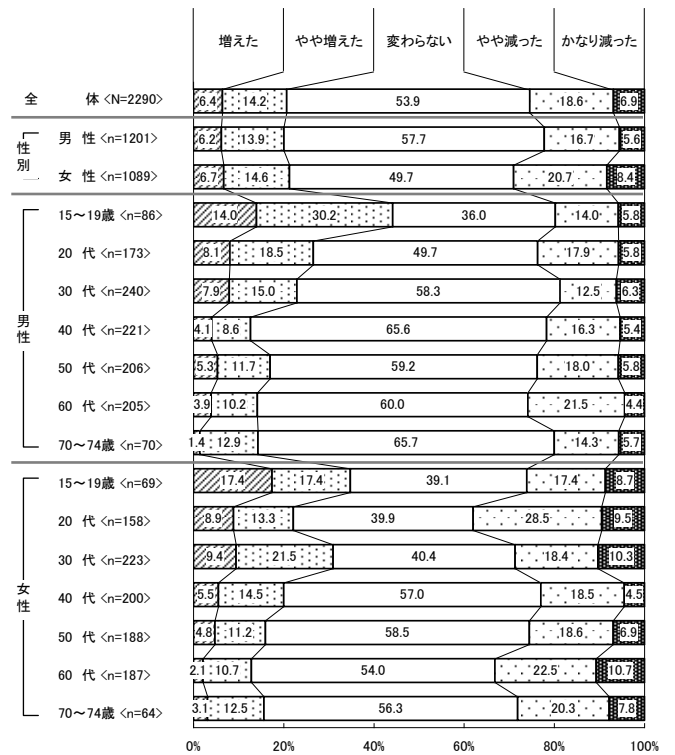 増えた やや増えた 変わらない やや減った かなり減った
全 体 <N=2290> 6.4 14.2 53.9 18.6 6.9
性別
男 性 <n=1201> 6.2 13.9 57.7 16.7 5.6
女 性 <n=1089> 6.7 14.6 49.7 20.7 8.4
男性
15～19歳 <n=86> 14.0 30.2 36.0 14.0 5.8
20 代 <n=173> 8.1 18.5 49.7 17.9 5.8
30 代 <n=240> 7.9 15.0 58.3 12.5 6.3
40 代 <n=221> 4.1 8.6 65.6 16.3 5.4
50 代 <n=206> 5.3 11.7 59.2 18.0 5.8
60 代 <n=205> 3.9 10.2 60.0 21.5 4.4
70～74歳 <n=70> 1.4 12.9 65.7 14.3 5.7
女性
15～19歳 <n=69> 17.4 17.4 39.1 17.4 8.7
20 代 <n=158> 8.9 13.3 39.9 28.5 9.5
30 代 <n=223> 9.4 21.5 40.4 18.4 10.3
40 代 <n=200> 5.5 14.5 57.0 18.5 4.5
50 代 <n=188> 4.8 11.2 58.5 18.6 6.9
60 代 <n=187> 2.1 10.7 54.0 22.5 10.7
70～74歳 <n=64> 3.1 12.5 56.3 20.3 7.8
0% 20% 40% 60% 80% 100%